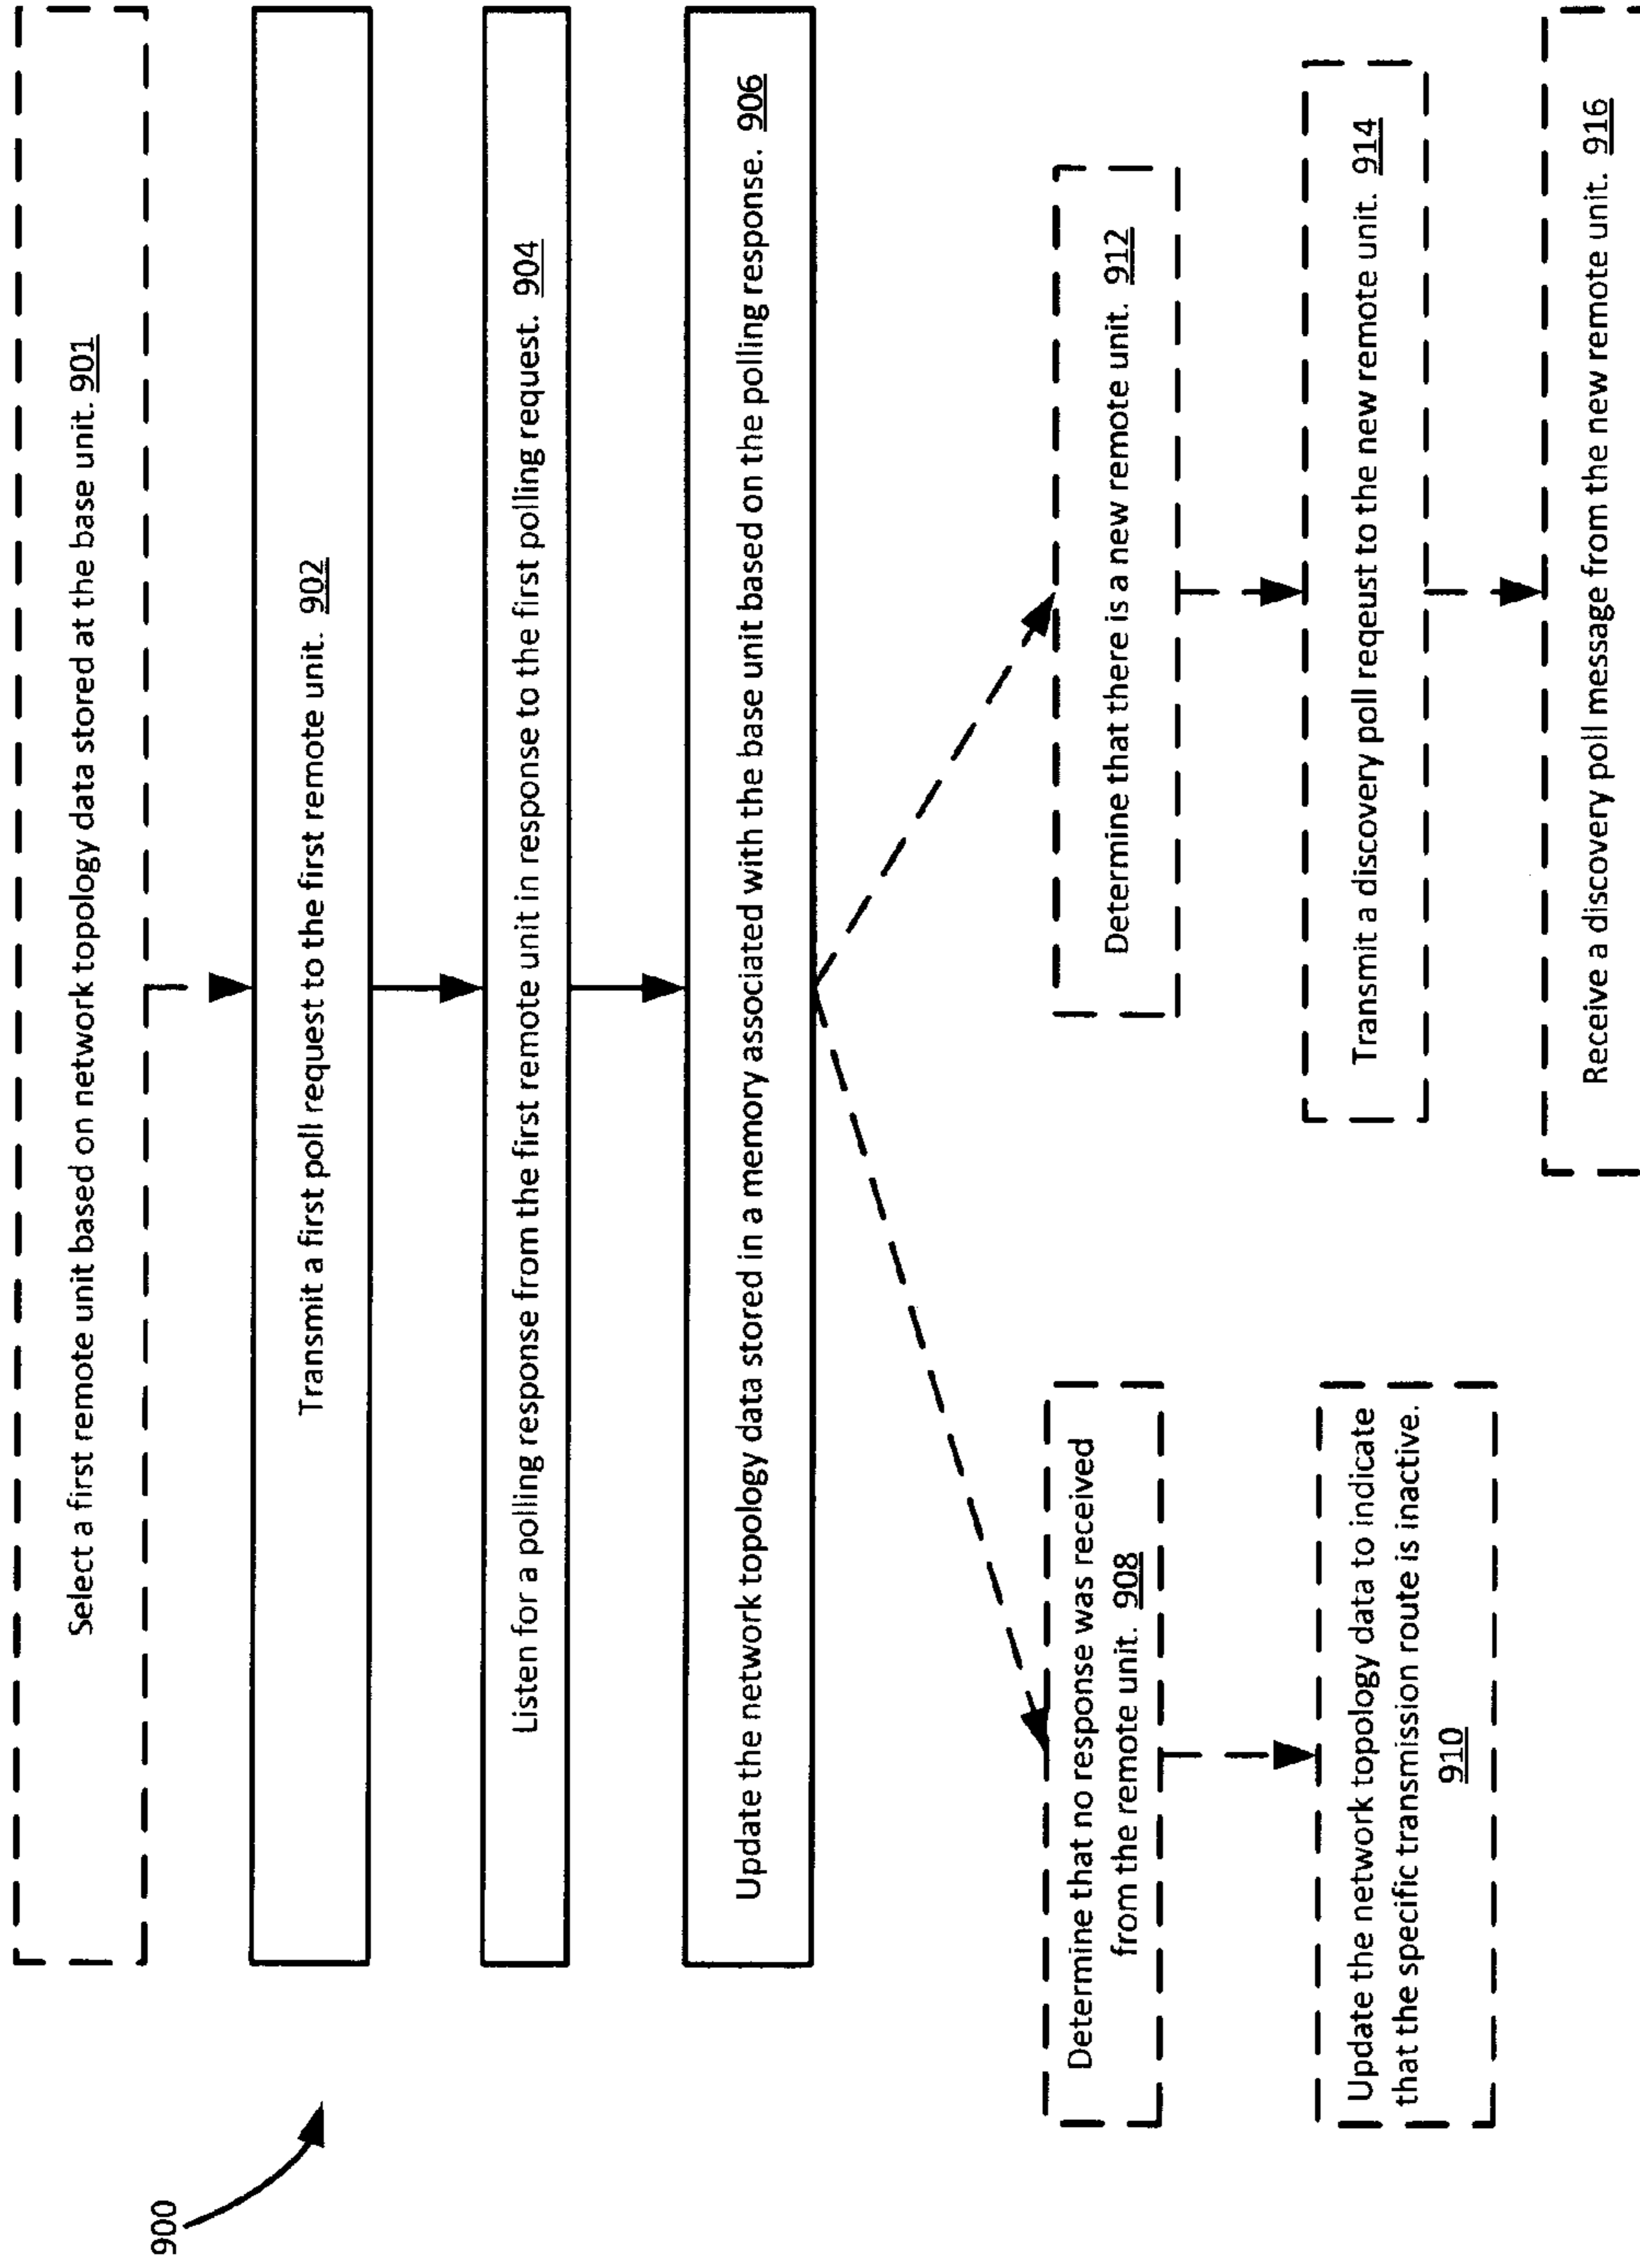 900
Select a first remote unit based on network topology data stored at the base unit. 901
Transmit a first poll request to the first remote unit. 902
Listen for a polling response from the first remote unit in response to the first polling request. 904
Update the network topology data stored in a memory associated with the base unit based on the polling response. 906
Determine that no response was received
from the remote unit. 908
Update the network topology data to indicate
that the specific transmission route is inactive.
910
Determine that there is a new remote unit. 912
Transmit a discovery poll reqeust to the new remote unit. 914
Receive a discovery poll message from the new remote unit. 916